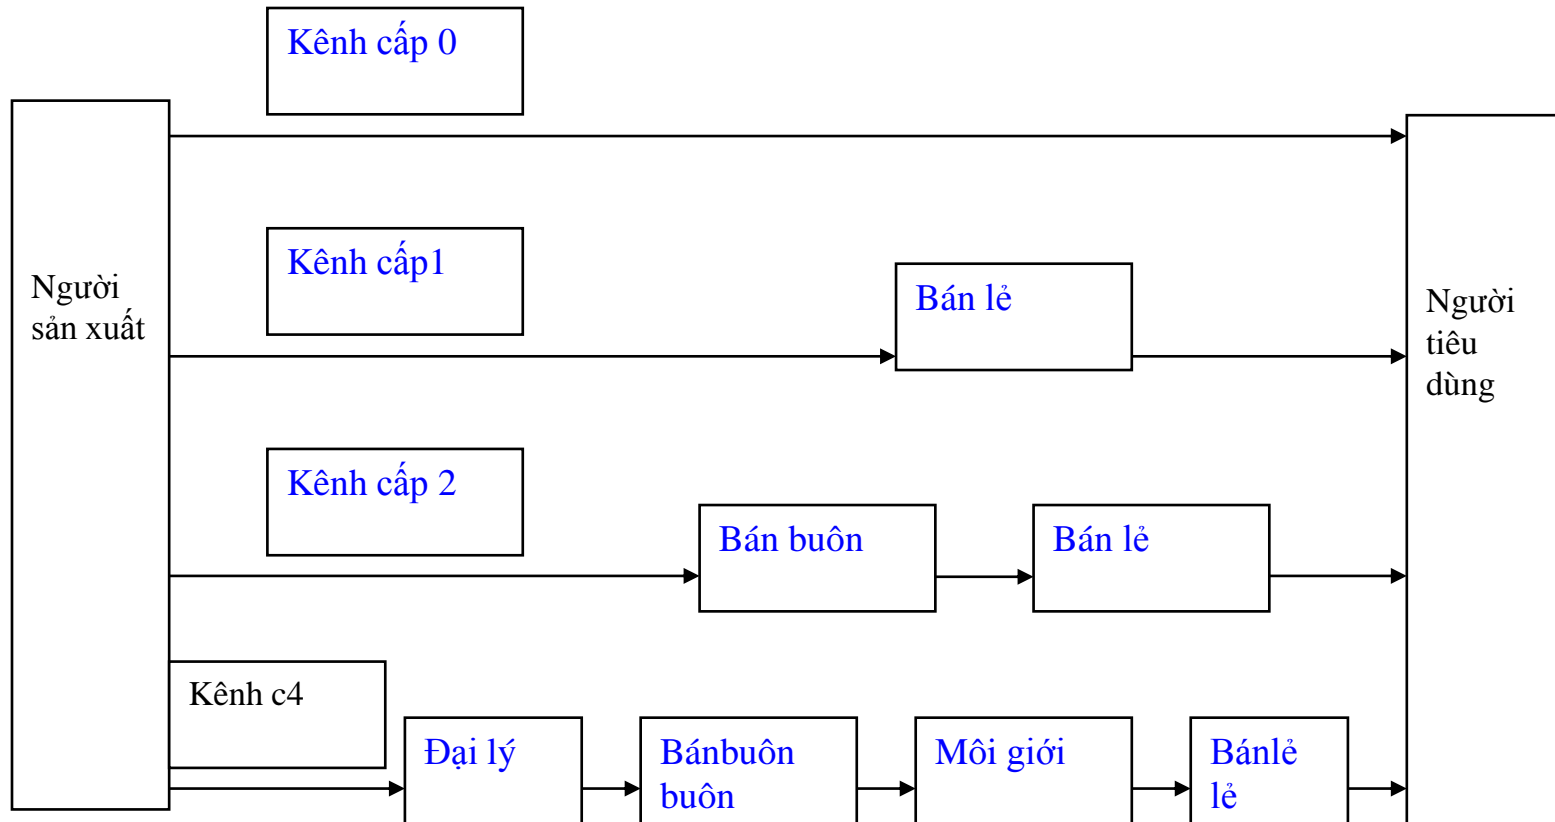 Kênh cấp 0
Người
sản xuất
Kênh cấp1
Bán lẻ
Người
tiêu
dùng
Kênh cấp 2
Bán buôn
Bán lẻ
Kênh c4
Đại lý
Bánbuôn
buôn
Môi giới
Bánlẻ
lẻ